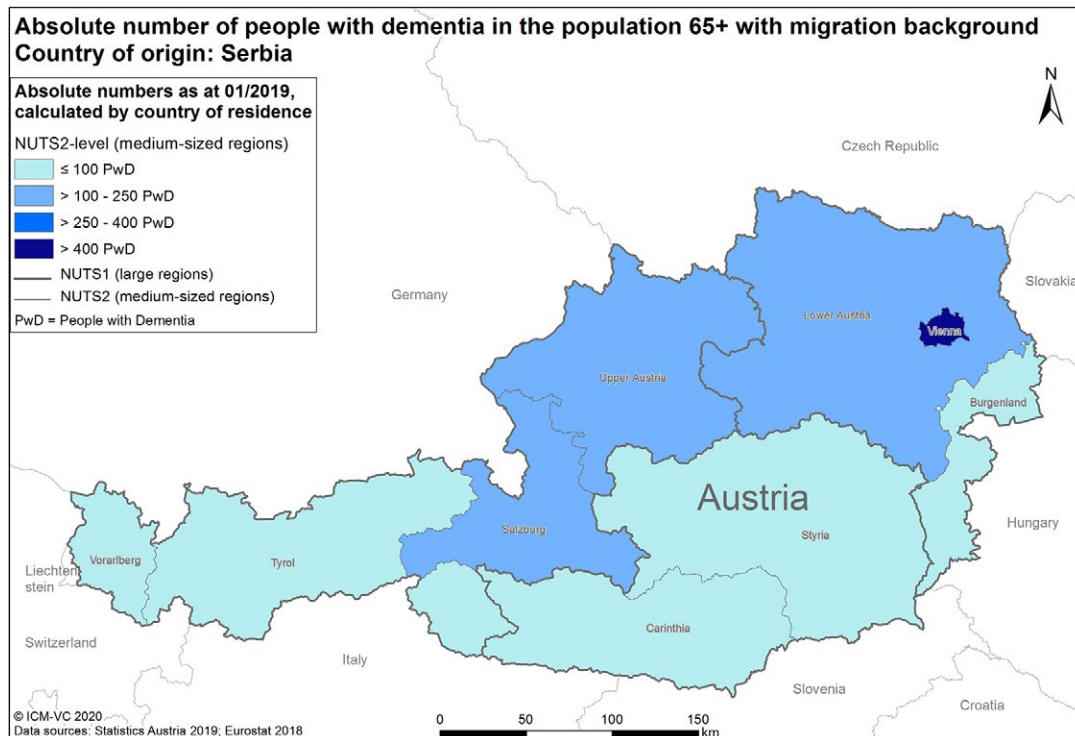 Absolute number of people with dementia in the population 65+ with migration background
Country of origin: Serbia
Absolute numbers as at 01/2019,
calculated by country of residence
NUTS2-level (medium-sized regions)
≤ 100 PwD
> 100 - 250 PwD
> 250 - 400 PwD
> 400 PwD
NUTS1 (large regions)
NUTS2 (medium-sized regions)
PwD = People with Dementia
N
Czech Republic
Germany
Slovakia
Lower Austria
Vienna
Upper Austria
Burgenland
Austria
Salzburg
Styria
Hungary
Vorarlberg
Tyrol
Liechten
stein
Carinthia
Switzerland
Italy
Slovenia
Croatia
© ICM-VC 2020
Data sources: Statistics Austria 2019; Eurostat 2018
0 50 100 150
km